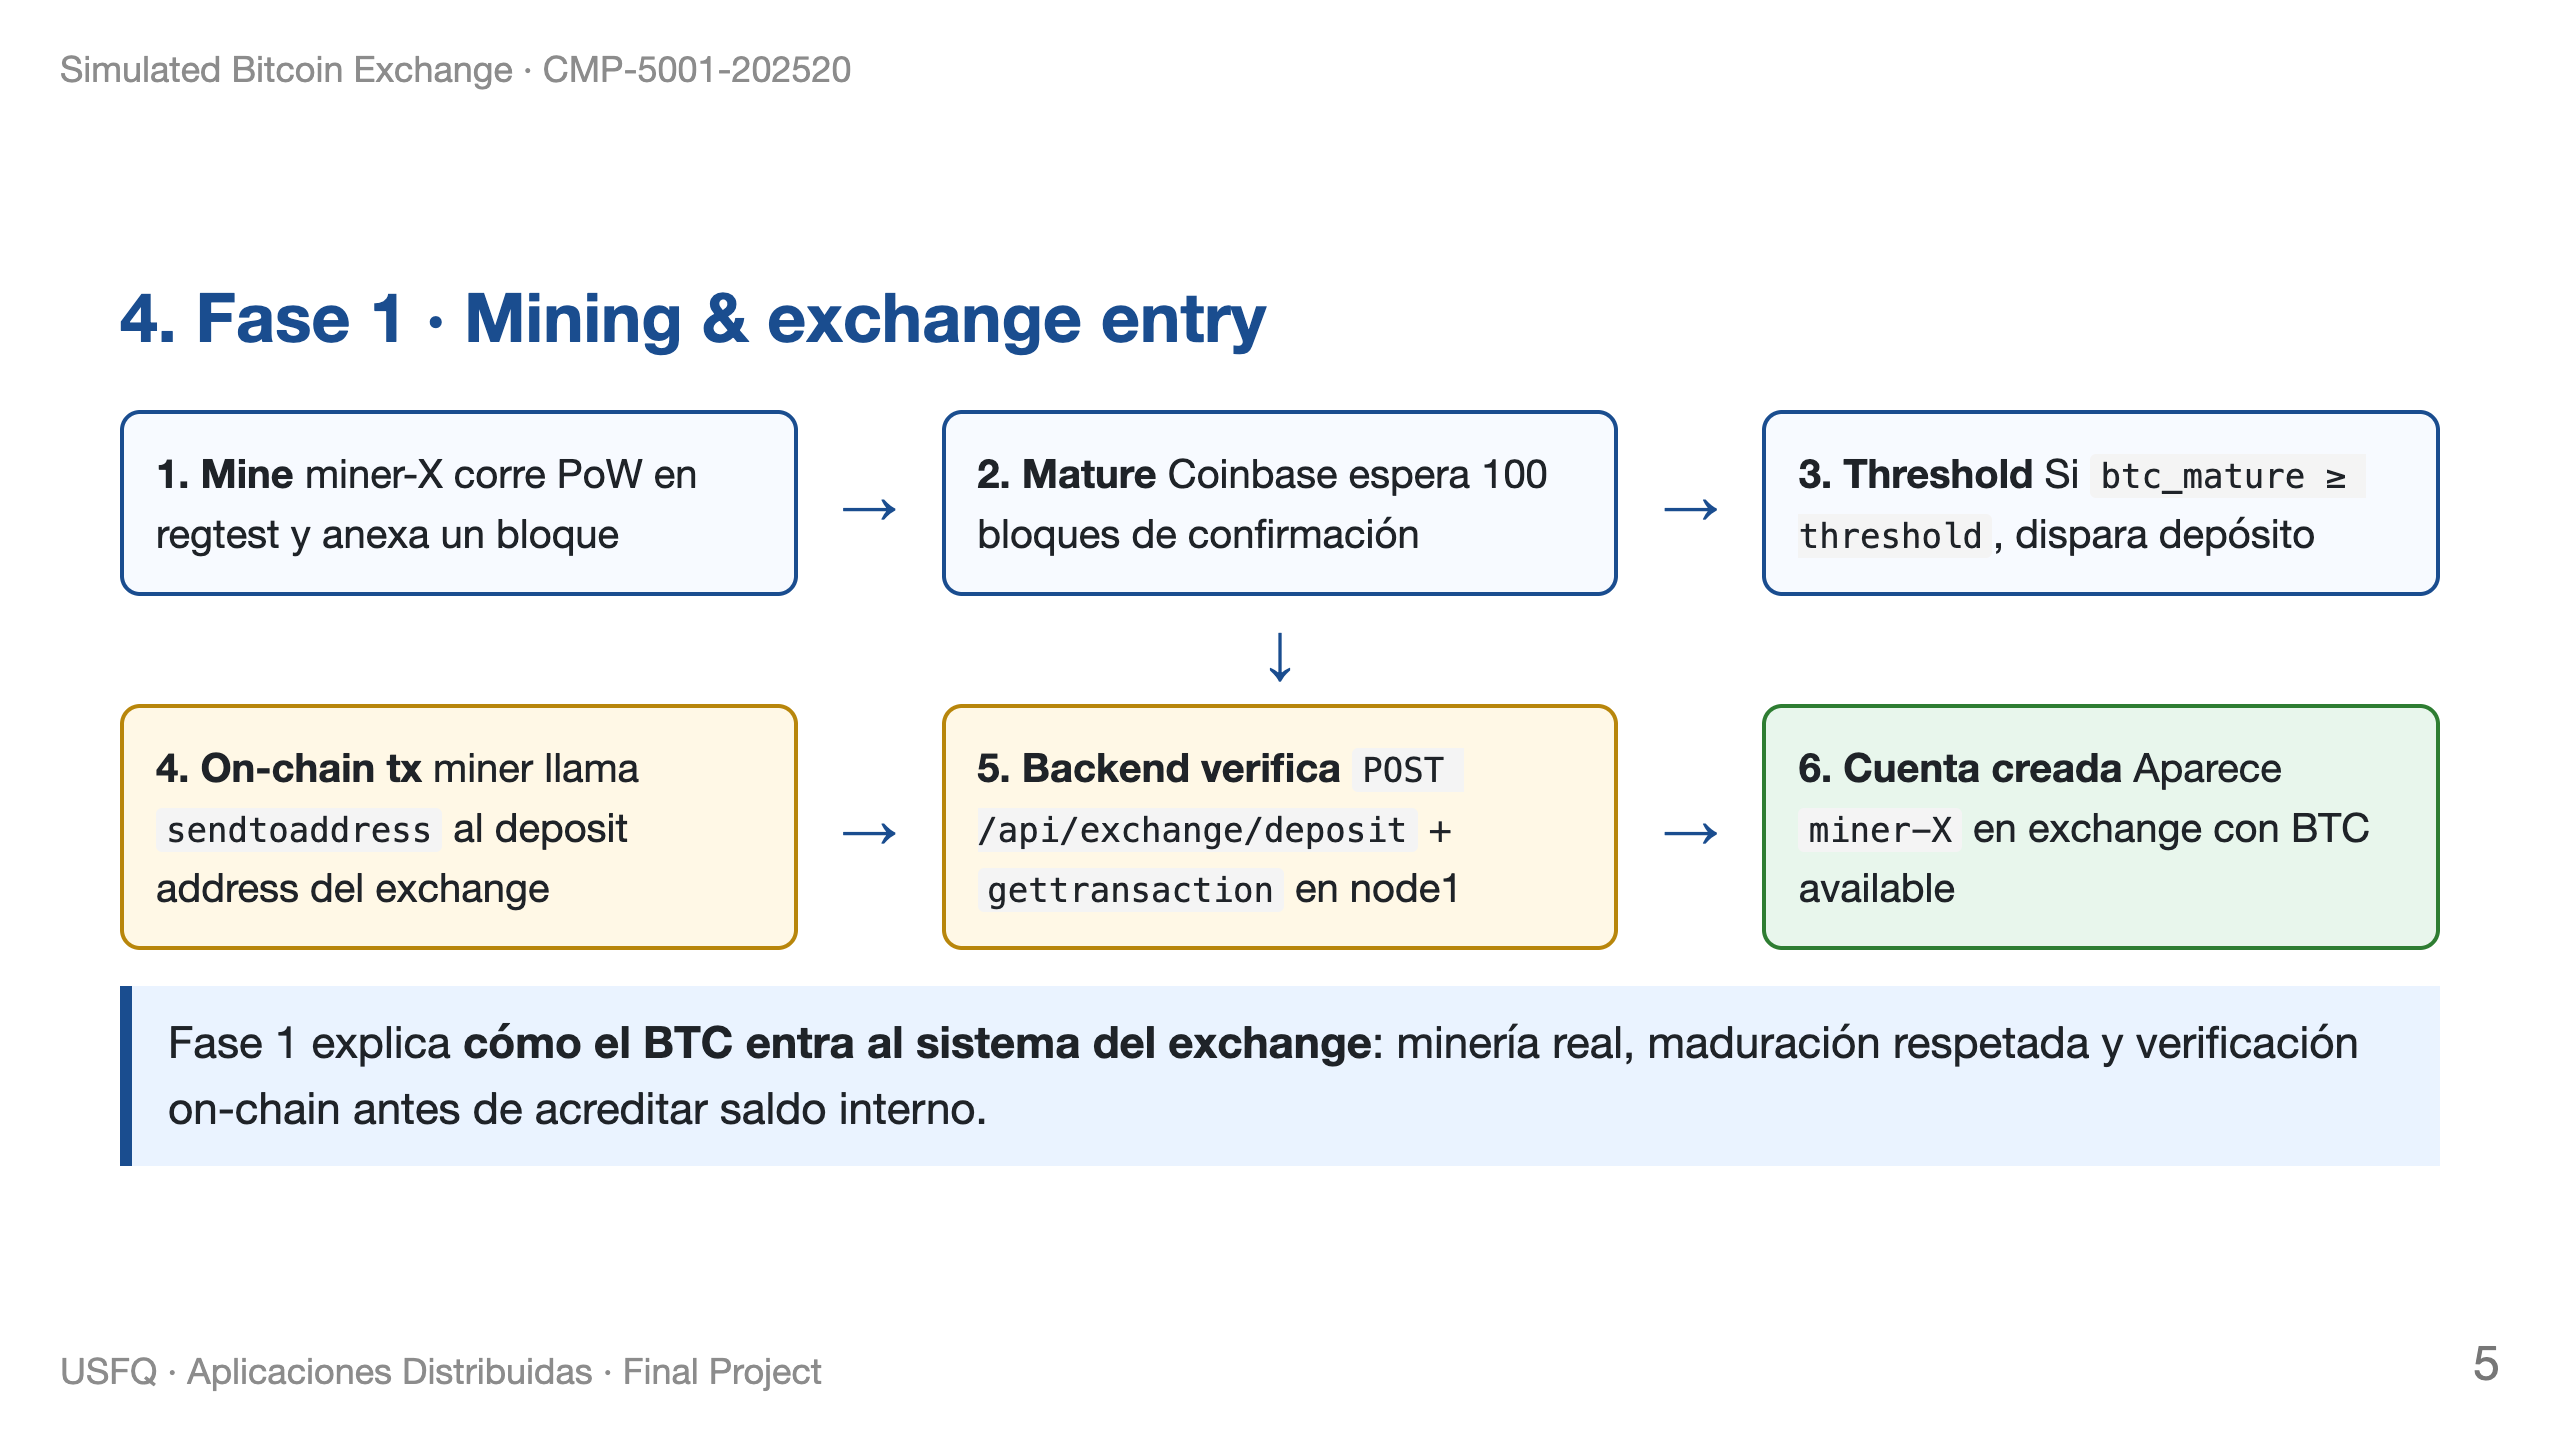 Simulated Bitcoin Exchange · CMP-5001-202520
4. Fase 1 · Mining & exchange entry
1. Mine miner-X corre PoW en
regtest y anexa un bloque
→
2. Mature Coinbase espera 100
bloques de confirmación
→
3. Threshold Si btc_mature ≥
threshold, dispara depósito
↓
4. On-chain tx miner llama
sendtoaddress al deposit
address del exchange
→
5. Backend verifica POST
/api/exchange/deposit +
gettransaction en node1
→
6. Cuenta creada Aparece
miner-X en exchange con BTC
available
Fase 1 explica cómo el BTC entra al sistema del exchange: minería real, maduración respetada y verificación
on-chain antes de acreditar saldo interno.
USFQ · Aplicaciones Distribuidas · Final Project
5